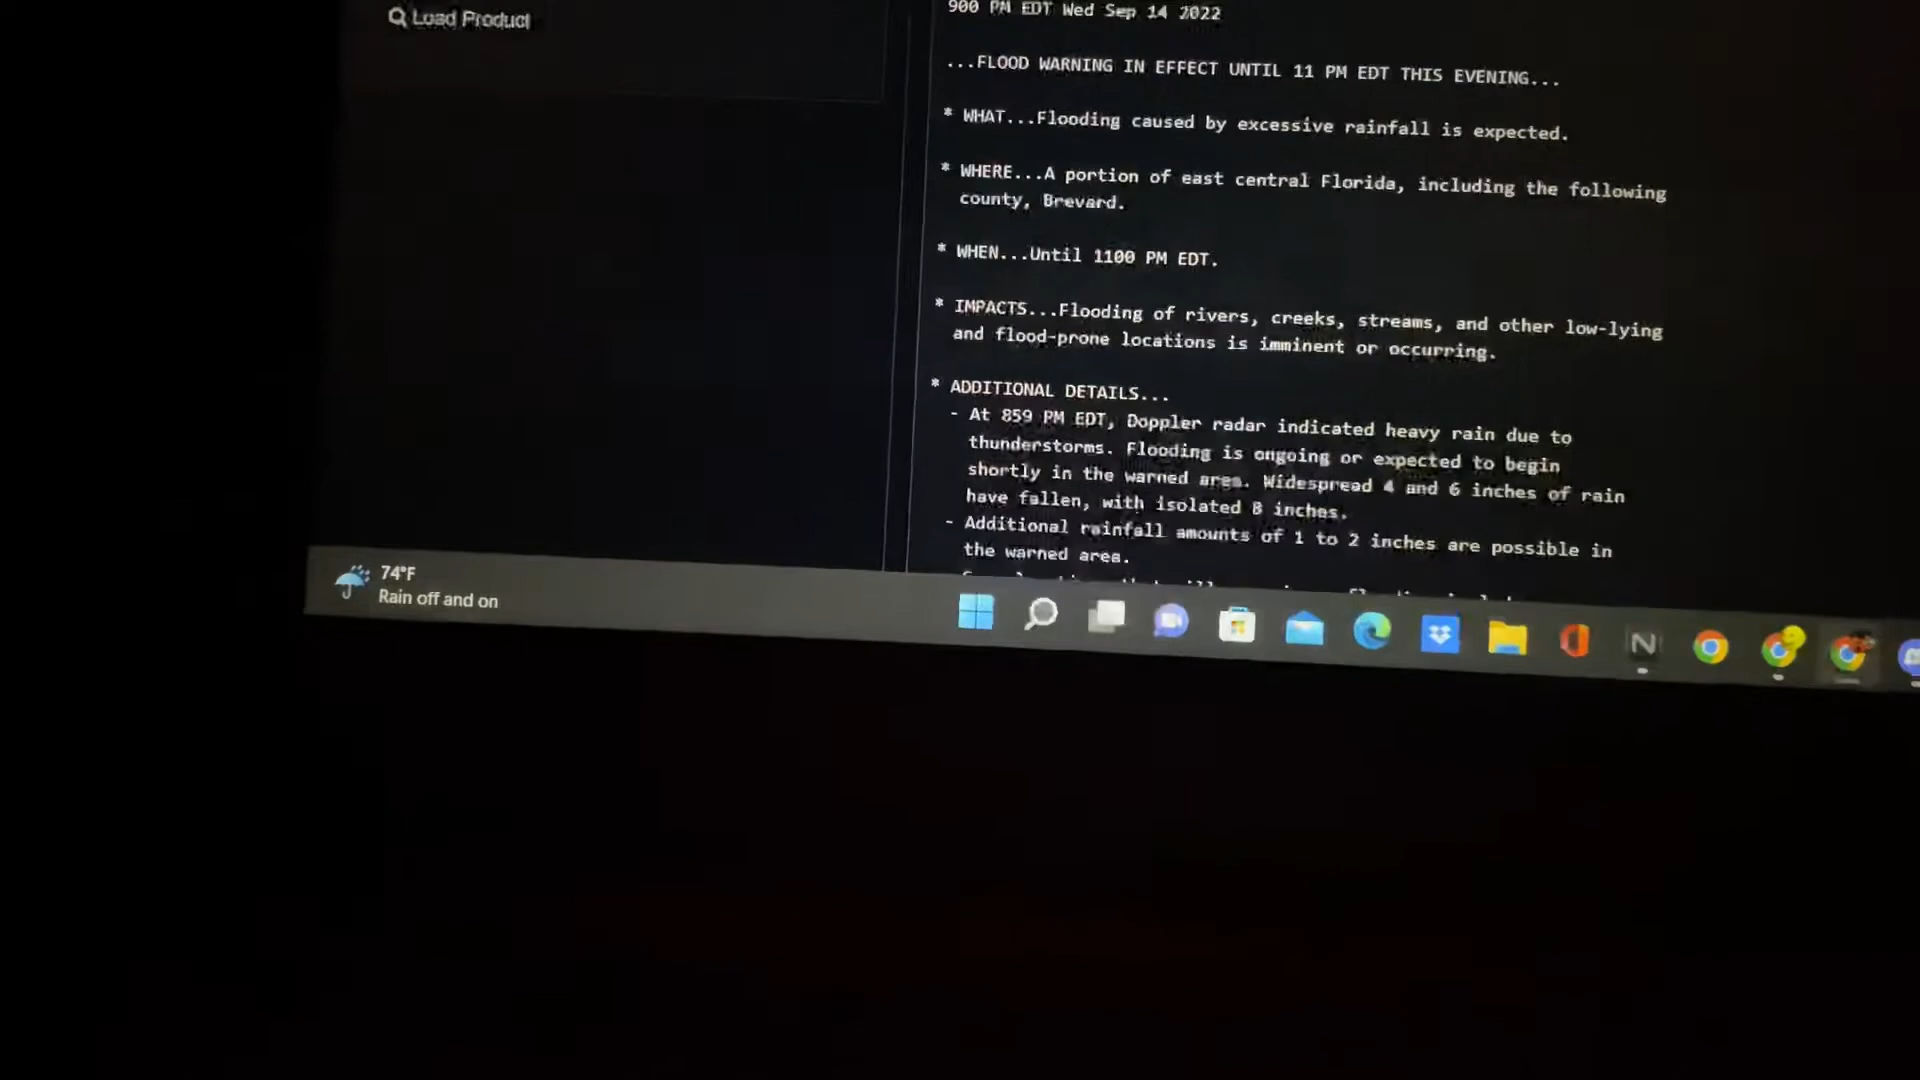 Load Product
900 PM EDT Wed Sep 14 2022
...FLOOD WARNING IN EFFECT UNTIL 11 PM EDT THIS EVENING...
* WHAT...Flooding caused by excessive rainfall is expected.
* WHERE...A portion of east central Florida, including the following
county, Brevard.
* WHEN...Until 1100 PM EDT.
* IMPACTS...Flooding of rivers, creeks, streams, and other low-lying
and flood-prone locations is imminent or occurring.
* ADDITIONAL DETAILS...
- At 859 PM EDT, Doppler radar indicated heavy rain due to
thunderstorms. Flooding is ongoing or expected to begin
shortly in the warned area. Widespread 4 and 6 inches of rain
have fallen, with isolated 8 inches.
- Additional rainfall amounts of 1 to 2 inches are possible in
the warned area.
74°F
Rain off and on